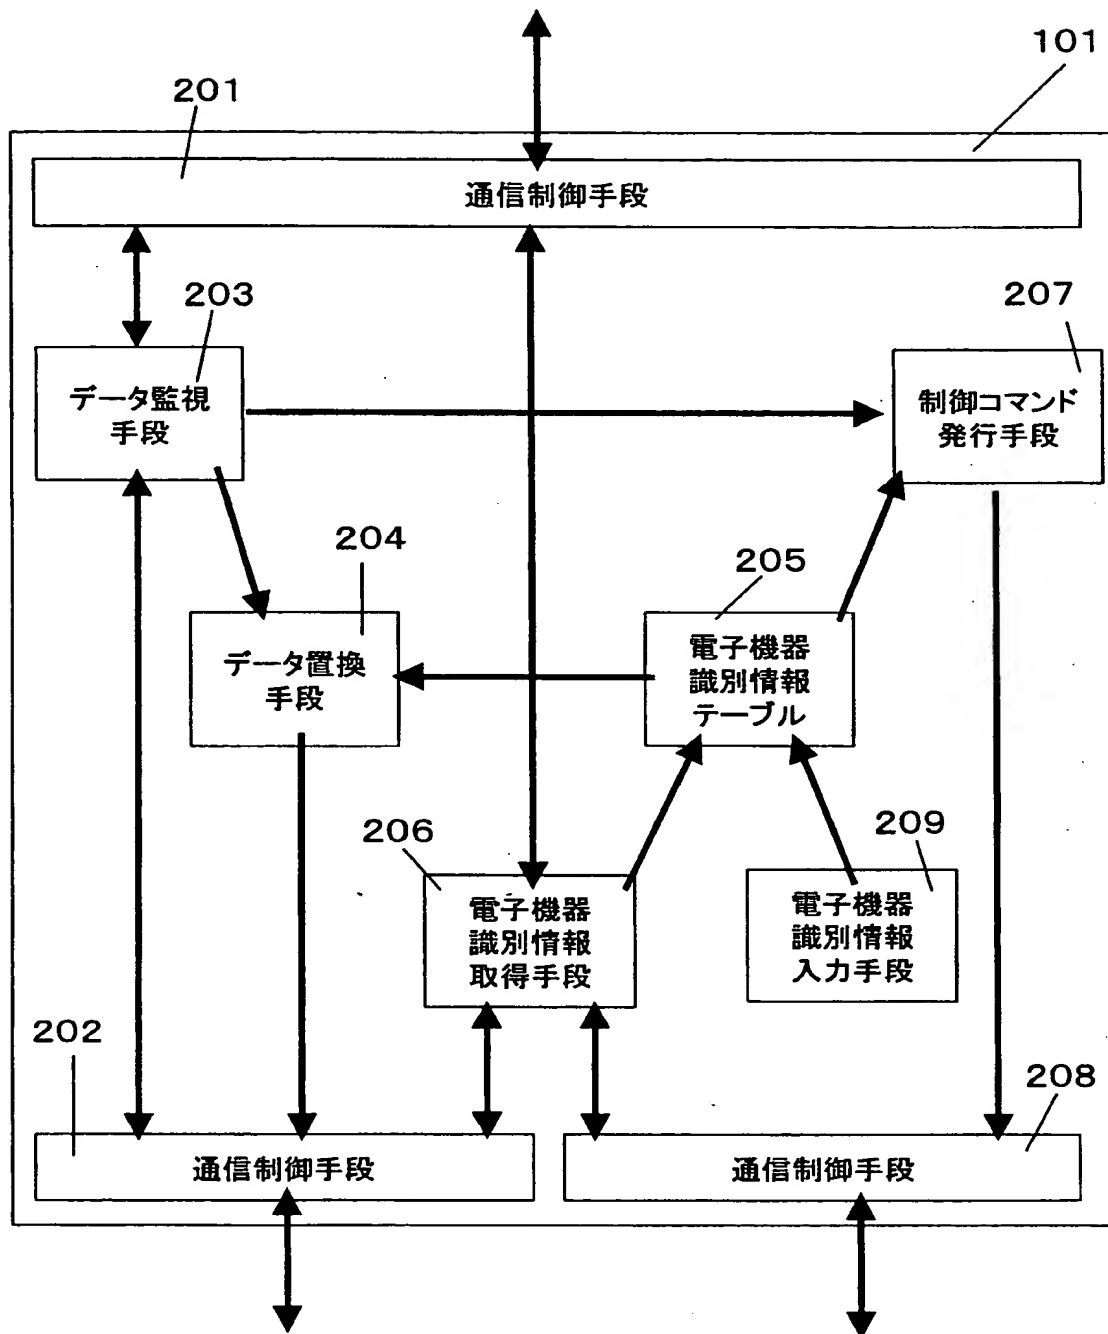 101
201
通信制御手段
203
207
データ監視
手段
制御コマンド
発行手段
204
205
データ置換
手段
電子機器
識別情報
テーブル
206
209
電子機器
識別情報
取得手段
電子機器
識別情報
入力手段
202
208
通信制御手段
通信制御手段